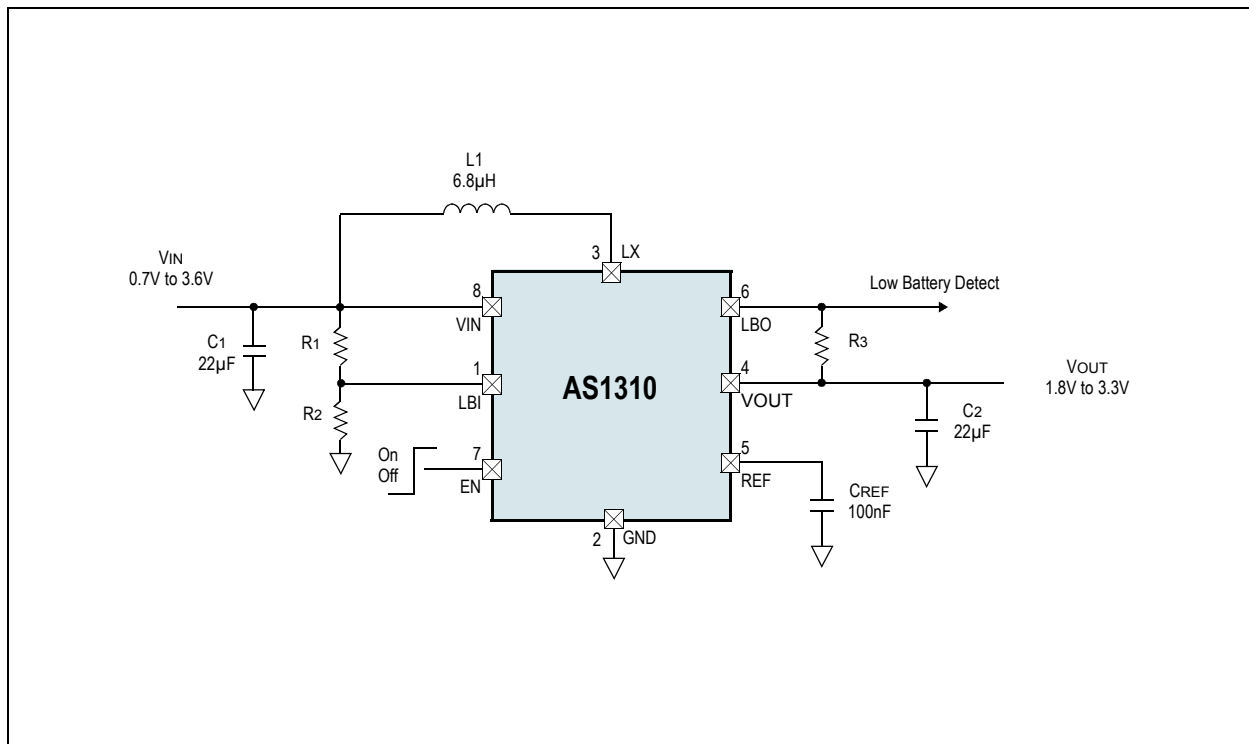 L1
6.8µH
3
LX
VIN
0.7V to 3.6V
8
VIN
6
LBO
Low Battery Detect
C1
22µF
R1
R3
1
LBI
AS1310
4
VOUT
VOUT
1.8V to 3.3V
R2
C2
22µF
On
Off
7
EN
5
REF
CREF
100nF
2
GND